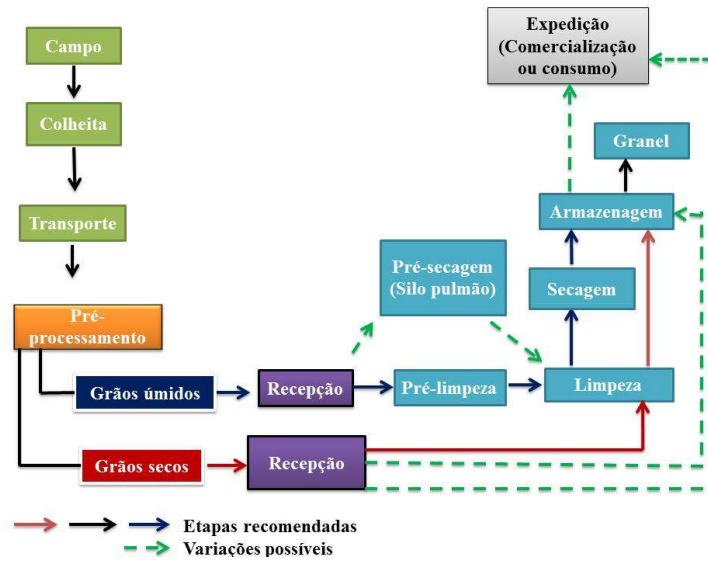 Campo
Colheita
Transporte
Pré-
processamento
Grãos úmidos
Grãos secos
Recepção
Recepção
Pré-secagem
(Silo pulmão)
Pré-limpeza
Limpeza
Secagem
Armazenagem
Granel
Expedição
(Comercialização
ou consumo)
Etapas recomendadas
Variações possíveis